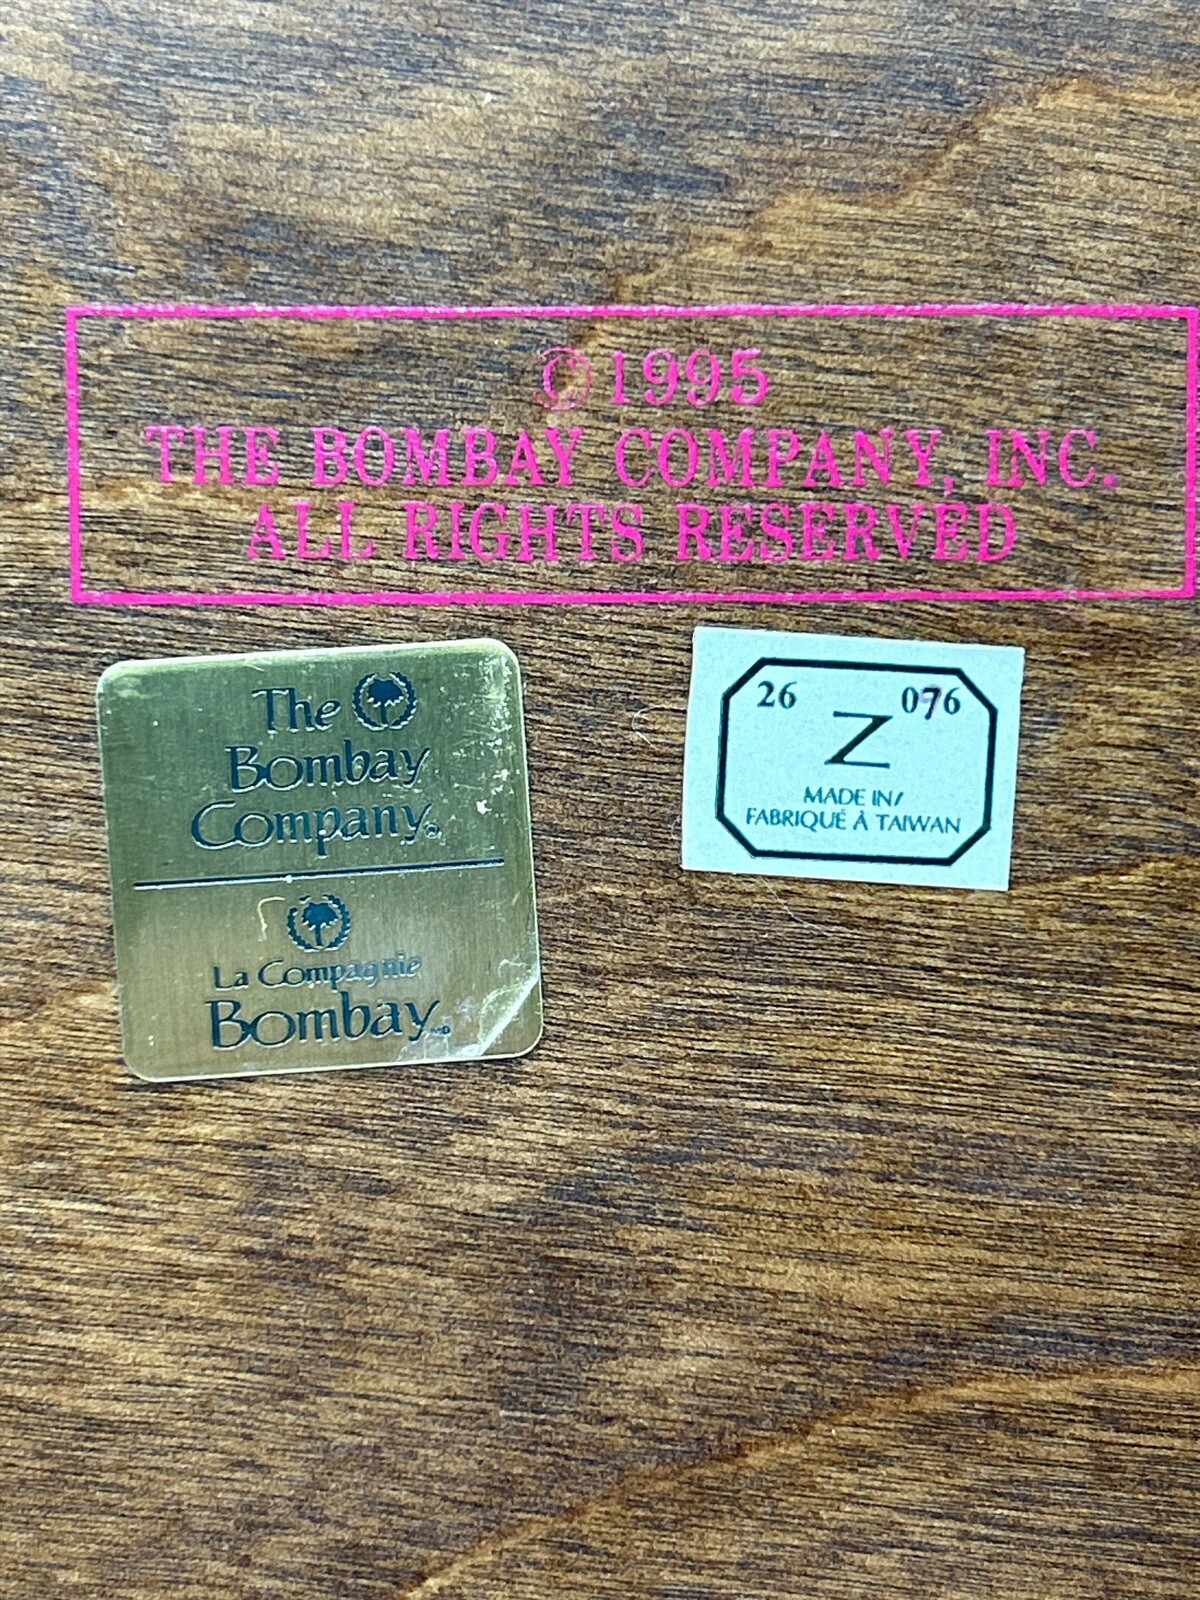 ©1995
THE BOMBAY COMPANY, INC.
ALL RIGHTS RESERVED
The
Bombay
Company®
La Compagnie
Bombay
26 076
Z
MADE IN/
FABRIQUÉ À TAIWAN